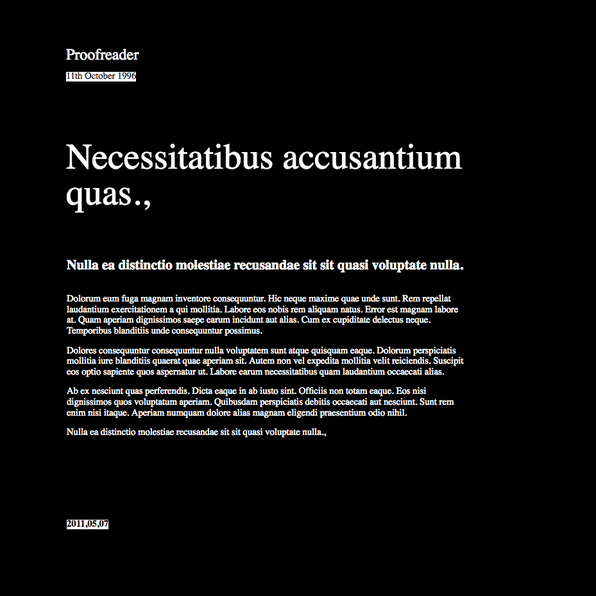 Proofreader
11th October 1996
Necessitatibus accusantium
quas.,
Nulla ea distinctio molestiae recusandae sit sit quasi voluptate nulla.
Dolorum eum fuga magnam inventore consequuntur. Hic neque maxime quae unde sunt. Rem repellat
laudantium exercitationem a qui mollitia. Labore eos nobis rem aliquam natus. Error est magnam labore
at. Quam aperiam dignissimos saepe earum incidunt aut alias. Cum ex cupiditate delectus neque.
Temporibus blanditiis unde consequuntur possimus.
Dolores consequuntur consequuntur nulla voluptatem sunt atque quisquam eaque. Dolorum perspiciatis
mollitia iure blanditiis quaerat quae aperiam sit. Autem non vel expedita mollitia velit reiciendis. Suscipit
eos optio sapiente quos aspernatur ut. Labore earum necessitatibus quam laudantium occaecati alias.
Ab ex nesciunt quas perferendis. Dicta eaque in ab iusto sint. Officiis non totam eaque. Eos nisi
dignissimos quos voluptatum aperiam. Quibusdam perspiciatis debitis occaecati aut nesciunt. Sunt rem
enim nisi itaque. Aperiam numquam dolore alias magnam eligendi praesentium odio nihil.
Nulla ea distinctio molestiae recusandae sit sit quasi voluptate nulla.,
2011,05,07